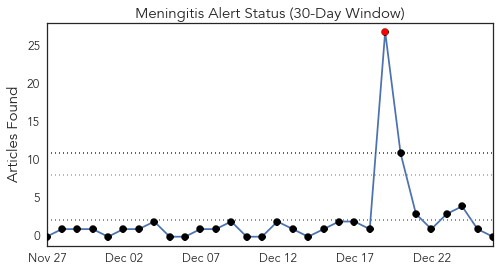 Meningitis Alert Status (30-Day Window)
Articles Found
25
20
15
10
5
0
Nov 27 Dec 02 Dec 07 Dec 12 Dec 17 Dec 22